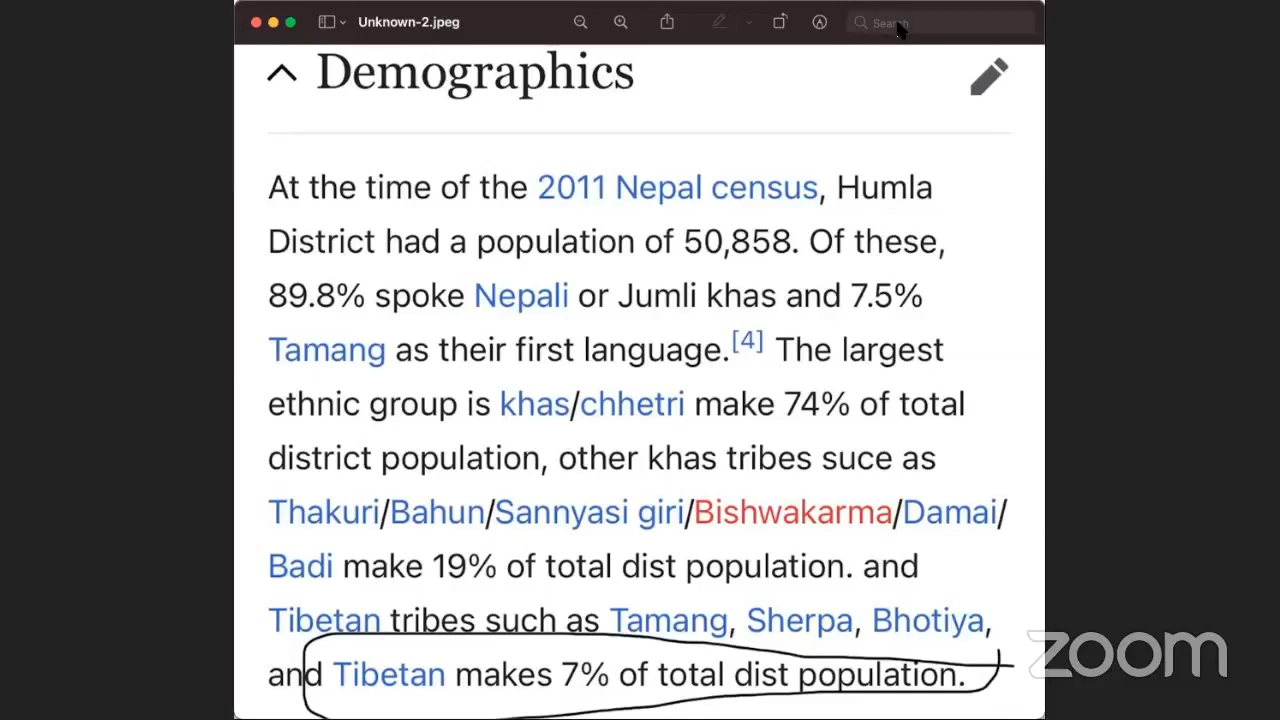 Unknown-2.jpeg
Search
Demographics
At the time of the 2011 Nepal census, Humla
District had a population of 50,858. Of these,
89.8% spoke Nepali or Jumli khas and 7.5%
Tamang as their first language.[4] The largest
ethnic group is khas/chhetri make 74% of total
district population, other khas tribes suce as
Thakuri/Bahun/Sannyasi giri/Bishwakarma/Damai/
Badi make 19% of total dist population. and
Tibetan tribes such as Tamang, Sherpa, Bhotiya,
and Tibetan makes 7% of total dist population.
zoom